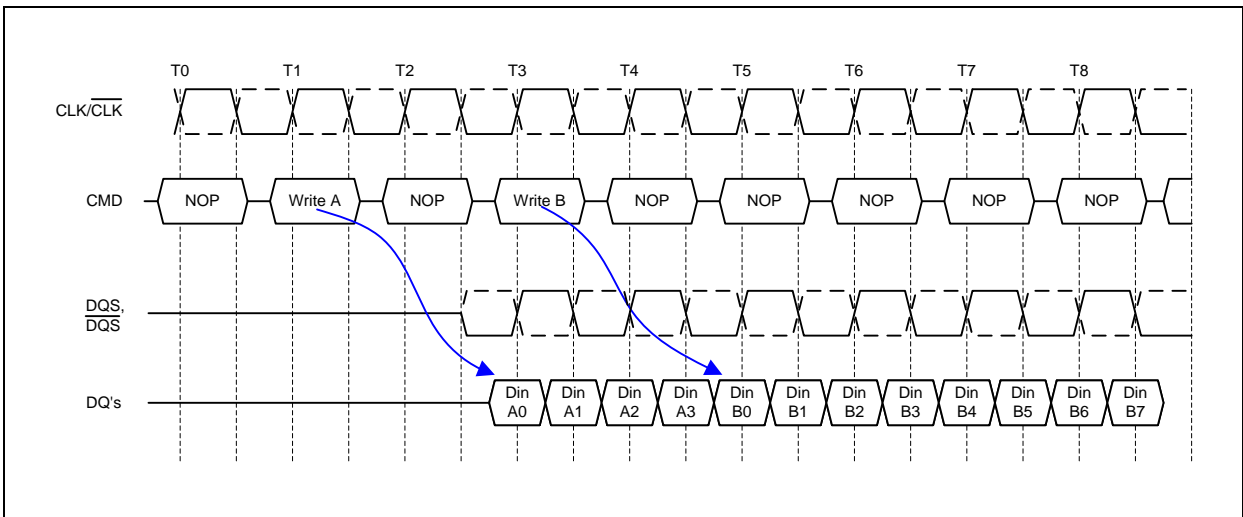 T0 T1 T2 T3 T4 T5 T6 T7 T8
CLK/CLK
CMD NOP Write A NOP Write B NOP NOP NOP NOP NOP
DQS,
DQS
DQ's Din A0 Din A1 Din A2 Din A3 Din B0 Din B1 Din B2 Din B3 Din B4 Din B5 Din B6 Din B7